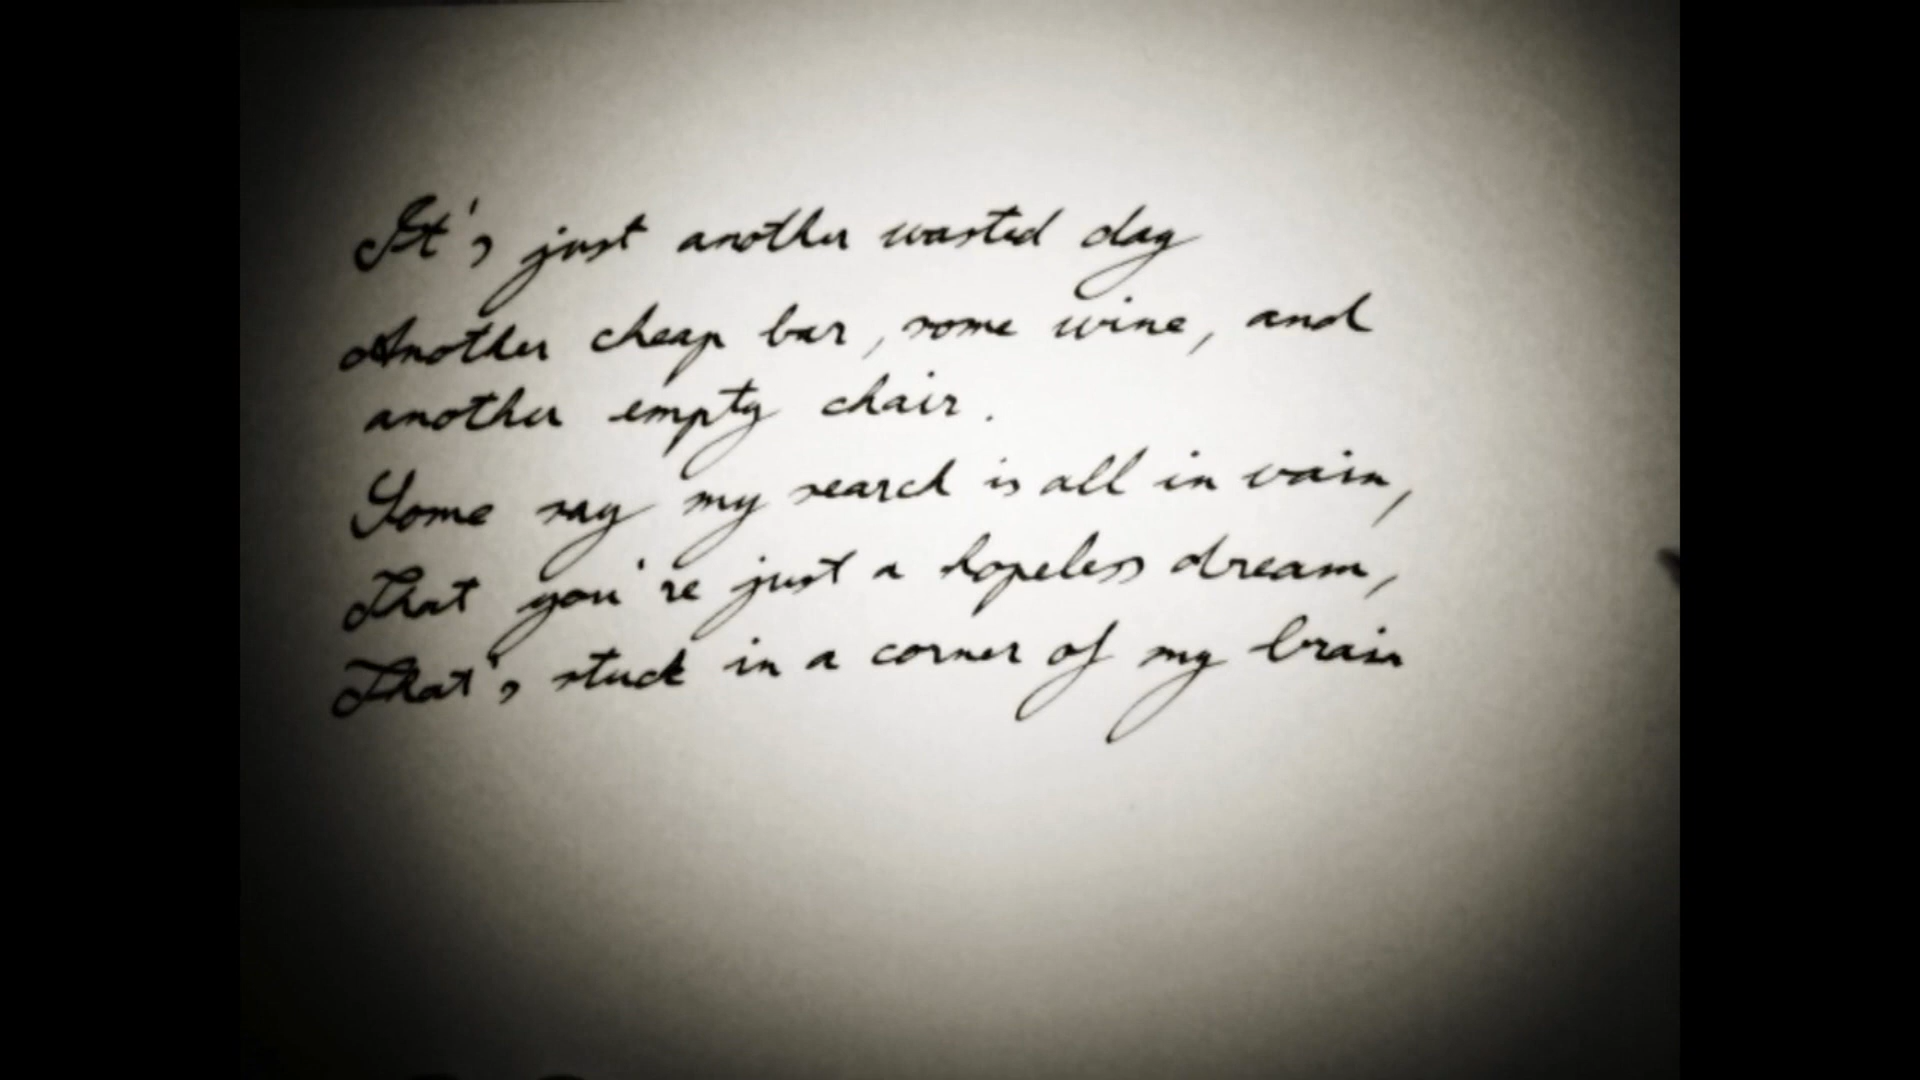 It's just another wasted day
Another cheap bar, some wine, and
another empty chair.
Some say my search is all in vain,
That you're just a hopeless dream,
That's stuck in a corner of my brain